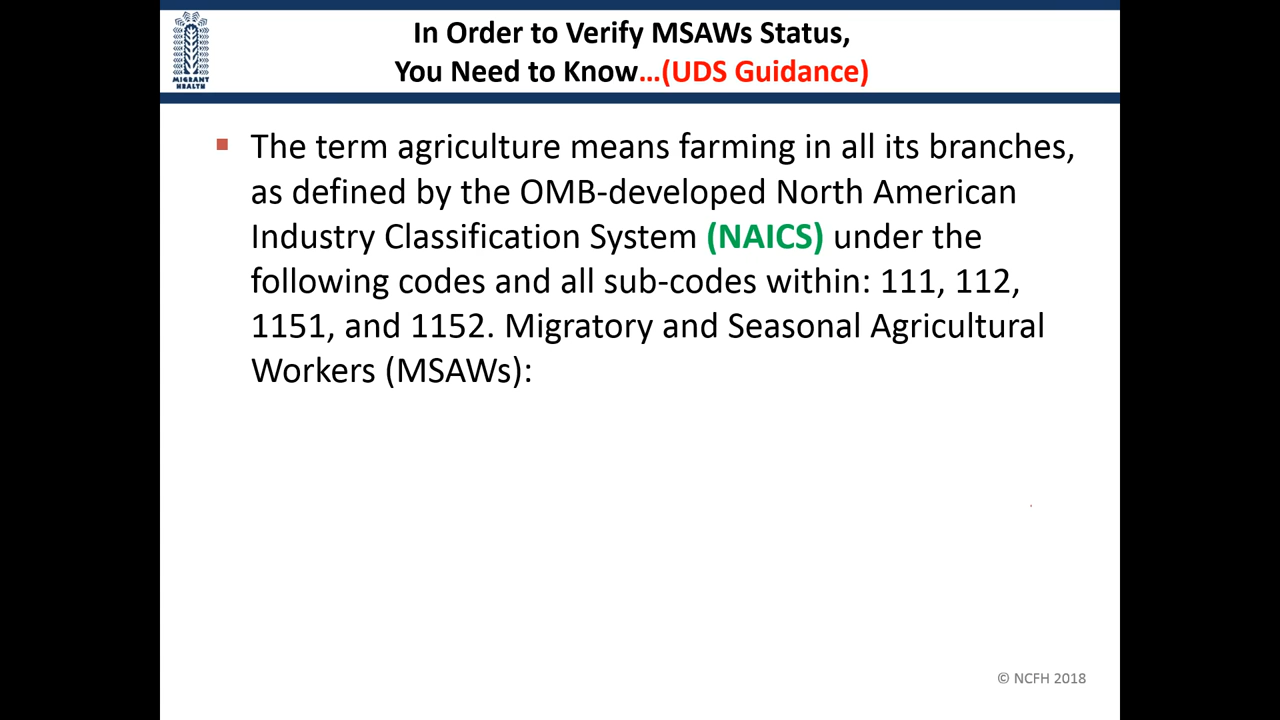 In Order to Verify MSAWs Status,
You Need to Know…(UDS Guidance)
MIGRANT
HEALTH
The term agriculture means farming in all its branches,
as defined by the OMB-developed North American
Industry Classification System (NAICS) under the
following codes and all sub-codes within: 111, 112,
1151, and 1152. Migratory and Seasonal Agricultural
Workers (MSAWs):
© NCFH 2018